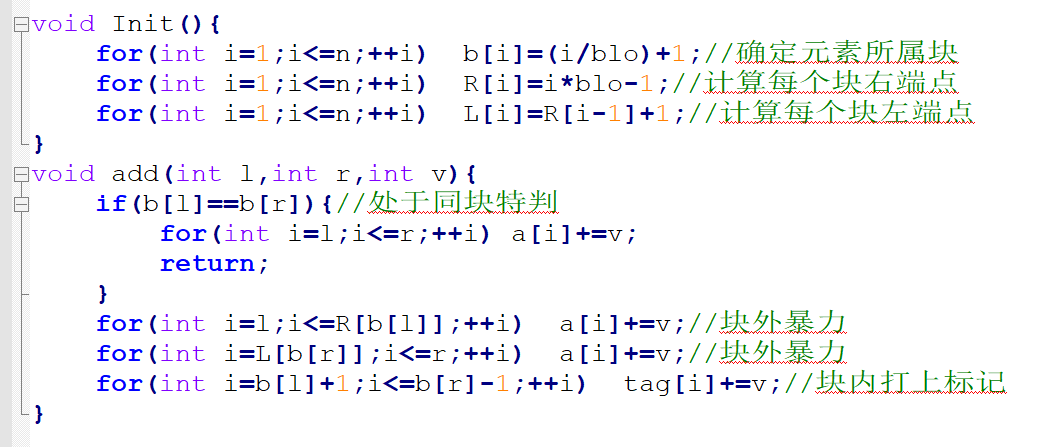 void Init(){
for(int i=1;i<=n;++i)  b[i]=(i/blo)+1;//确定元素所属块
for(int i=1;i<=n;++i)  R[i]=i*blo-1;//计算每个块右端点
for(int i=1;i<=n;++i)  L[i]=R[i-1]+1;//计算每个块左端点
}
void add(int l,int r,int v){
if(b[l]==b[r]){//处于同块特判
for(int i=l;i<=r;++i) a[i]+=v;
return;
}
for(int i=l;i<=R[b[l]];++i)  a[i]+=v;//块外暴力
for(int i=L[b[r]];i<=r;++i)  a[i]+=v;//块外暴力
for(int i=b[l]+1;i<=b[r]-1;++i)  tag[i]+=v;//块内打上标记
}